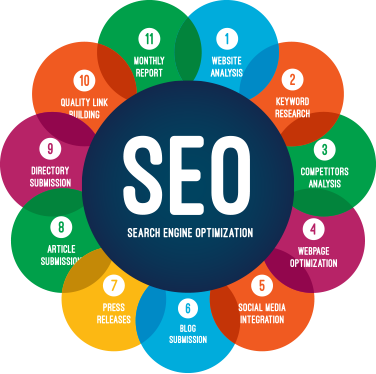 SEO
SEARCH ENGINE OPTIMIZATION
1
WEBSITE
ANALYSIS
2
KEYWORD
RESEARCH
3
COMPETITORS
ANALYSIS
4
WEBPAGE
OPTIMIZATION
5
SOCIAL MEDIA
INTEGRATION
6
BLOG
SUBMISSION
7
PRESS
RELEASES
8
ARTICLE
SUBMISSION
9
DIRECTORY
SUBMISSION
10
QUALITY LINK
BUILDING
11
MONTHLY
REPORT